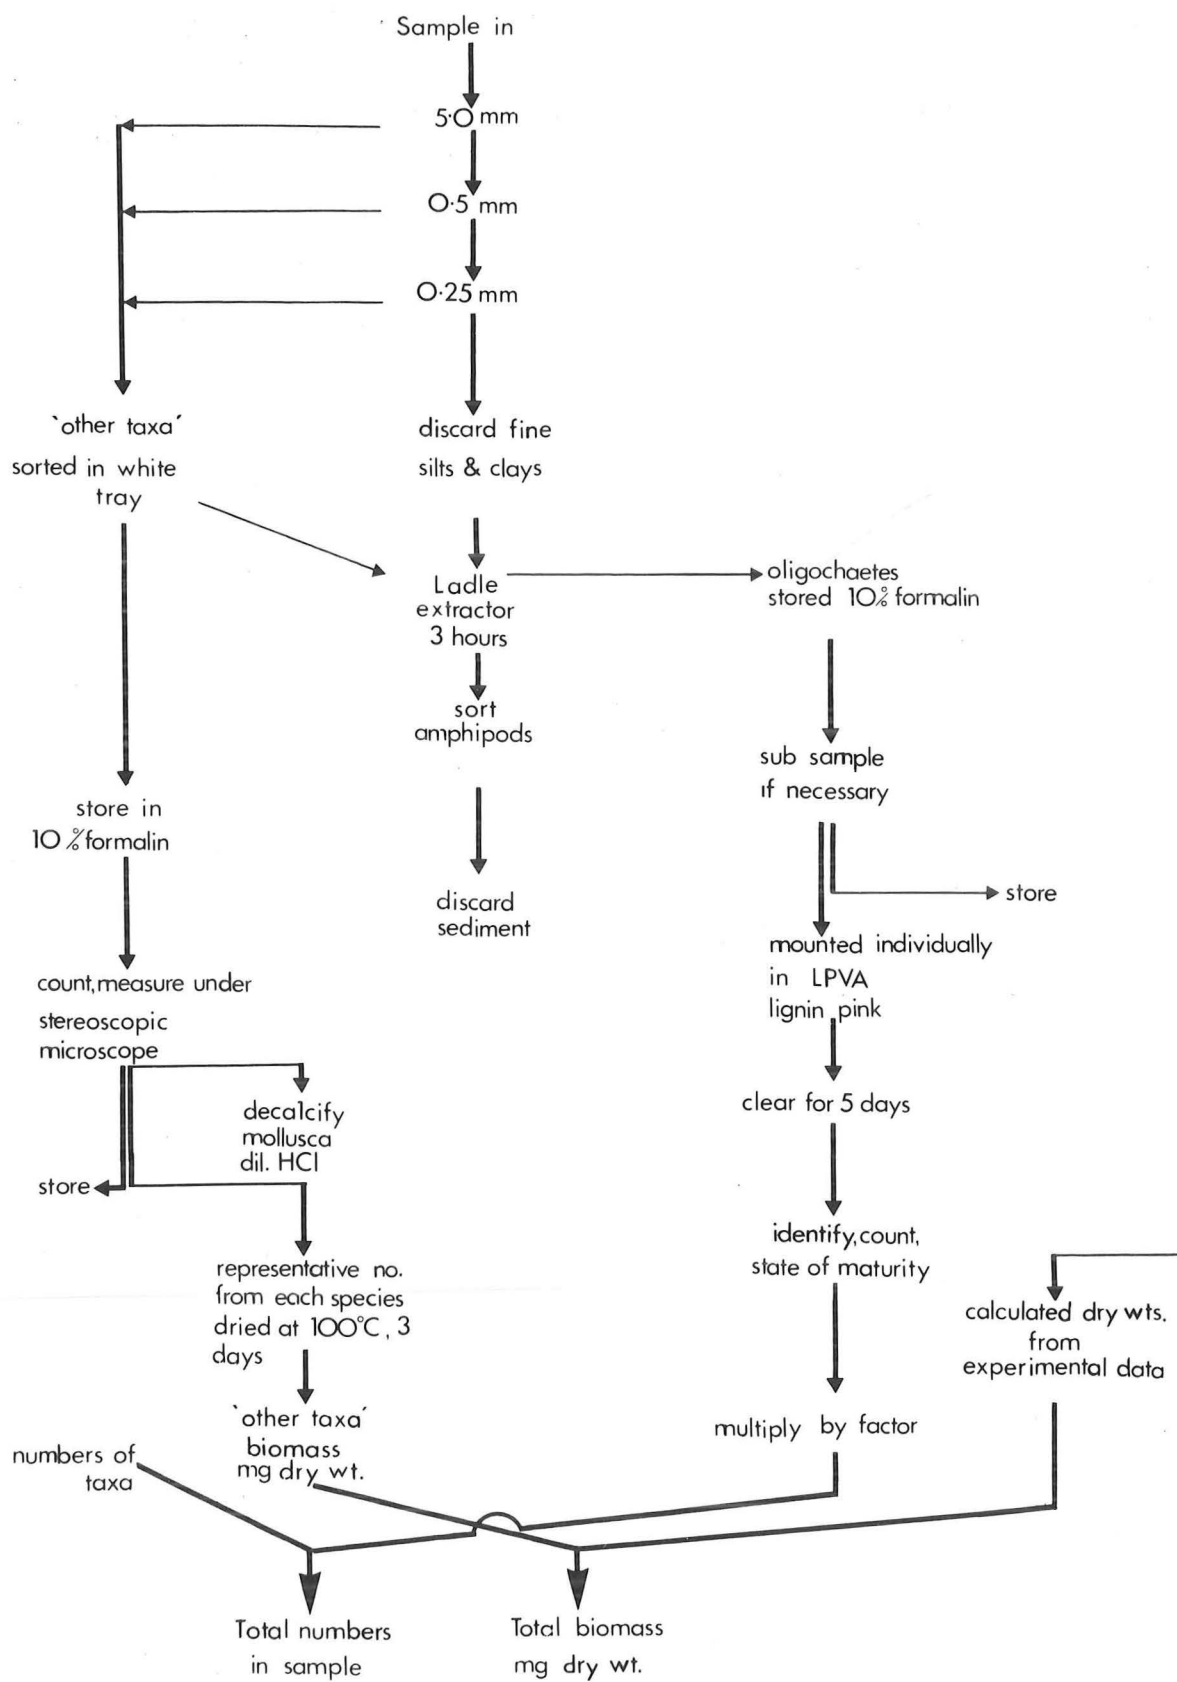 Sample in
5·0 mm
0·5 mm
0·25 mm
`other taxa´
sorted in white
tray
discard fine
silts & clays
Ladle
extractor
3 hours
oligochaetes
stored 10% formalin
sort
amphipods
sub sample
if necessary
store in
10% formalin
discard
sediment
store
mounted individually
in LPVA
lignin pink
count, measure under
stereoscopic
microscope
decalcify
mollusca
dil. HCl
clear for 5 days
store
identify, count,
state of maturity
representative no.
from each species
dried at 100°C, 3
days
calculated dry wts.
from
experimental data
`other taxa´
biomass
mg dry wt.
multiply by factor
numbers of
taxa
Total numbers
in sample
Total biomass
mg dry wt.